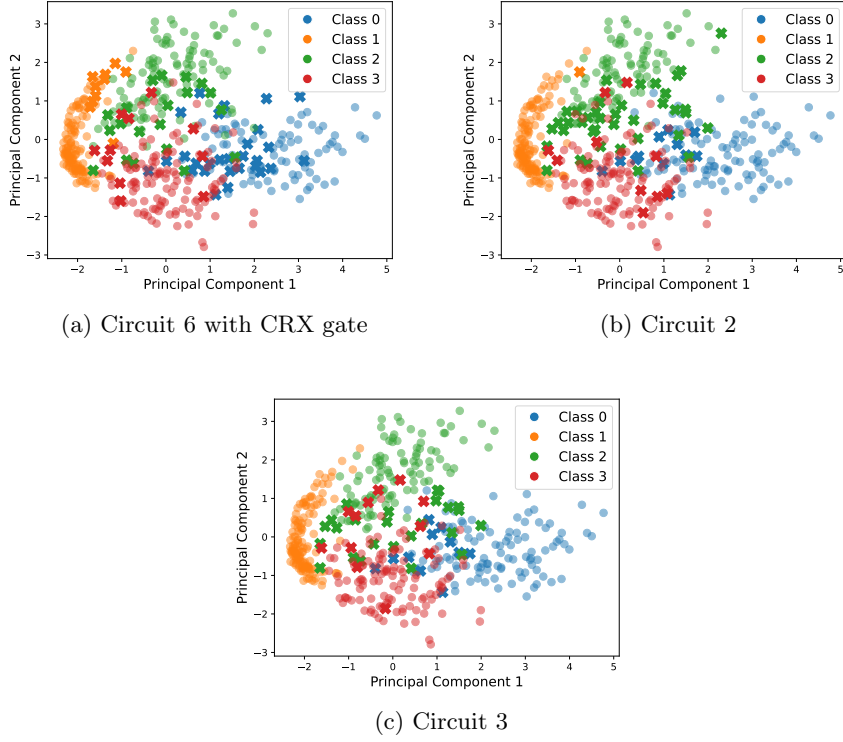 Class 0
Class 1
Class 2
Class 3
3
2
1
0
−1
−2
−3
Principal Component 2
−2 −1 0 1 2 3 4 5
Principal Component 1
(a) Circuit 6 with CRX gate
Class 0
Class 1
Class 2
Class 3
3
2
1
0
−1
−2
−3
Principal Component 2
−2 −1 0 1 2 3 4 5
Principal Component 1
(b) Circuit 2
Class 0
Class 1
Class 2
Class 3
3
2
1
0
−1
−2
−3
Principal Component 2
−2 −1 0 1 2 3 4 5
Principal Component 1
(c) Circuit 3